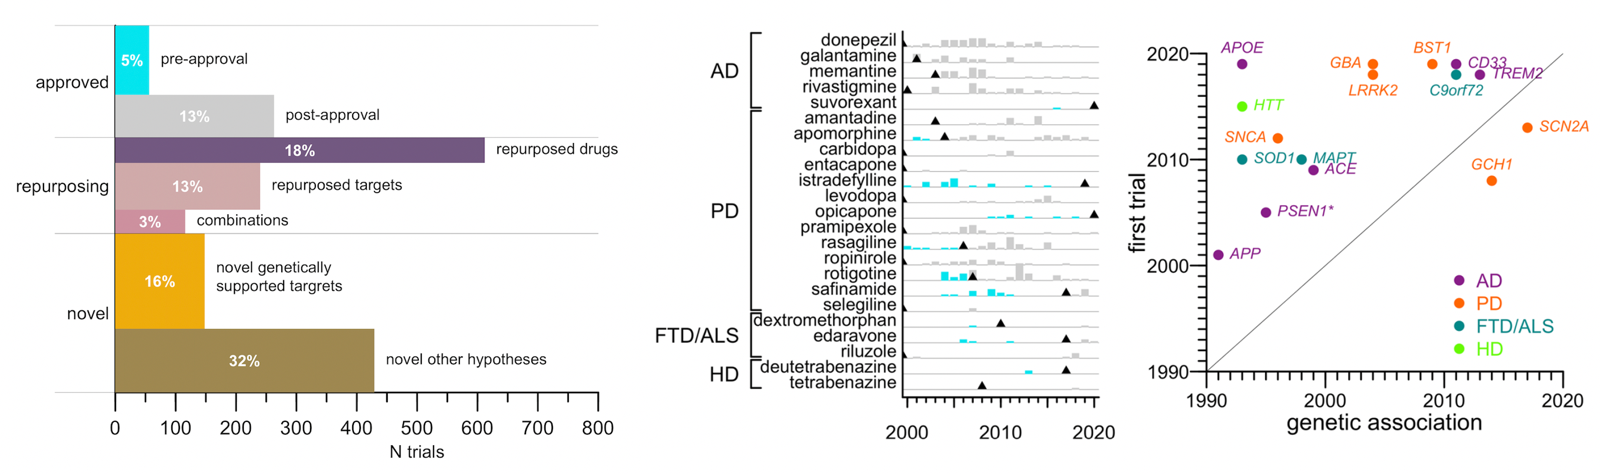 approved
5%
pre-approval
13%
post-approval
18%
repurposed drugs
repurposing
13%
repurposed targets
3%
combinations
novel
16%
novel genetically
supported targrets
32%
novel other hypotheses
0
100
200
300
400
500
600
700
800
N trials
AD
donepezil
galantamine
memantine
rivastigmine
suvorexant
PD
amantadine
apomorphine
carbidopa
entacapone
istradefylline
levodopa
opicapone
pramipexole
rasagiline
ropinirole
rotigotine
safinamide
selegiline
FTD/ALS
dextromethorphan
edaravone
riluzole
HD
deutetrabenazine
tetrabenazine
2000
2010
2020
first trial
2020
2010
2000
1990
APOE
GBA
LRRK2
BST1
CD33
TREM2
C9orf72
HTT
SNCA
SCN2A
SOD1
MAPT
ACE
GCH1
PSEN1*
APP
AD
PD
FTD/ALS
HD
1990
2000
2010
2020
genetic association